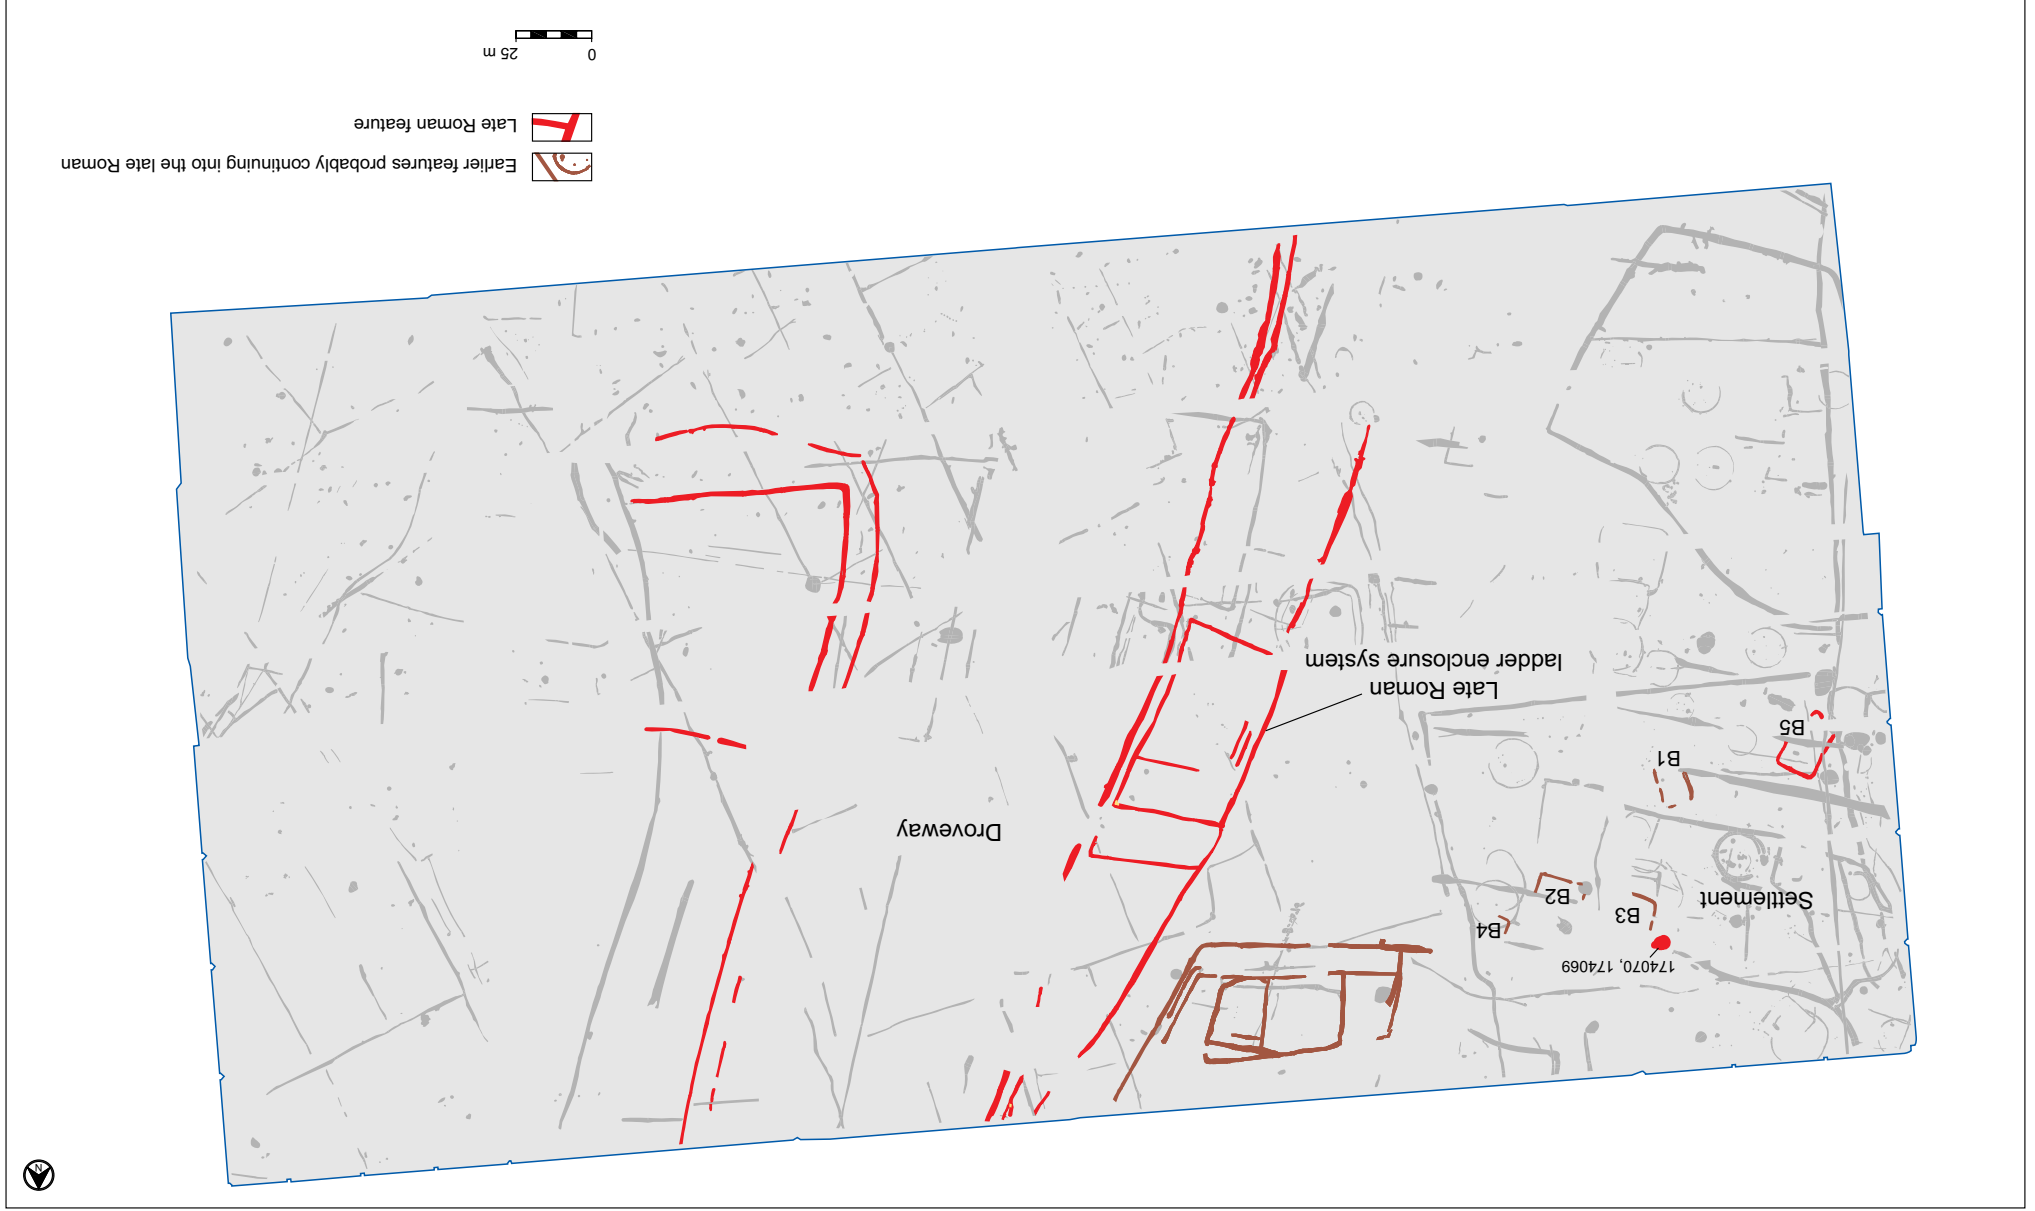 N
174070, 174069
B4
B3
Settlement
B2
Droveway
B1
B5
Late Roman
ladder enclosure system
Earlier features probably continuing into the late Roman
Late Roman feature
0 25 m